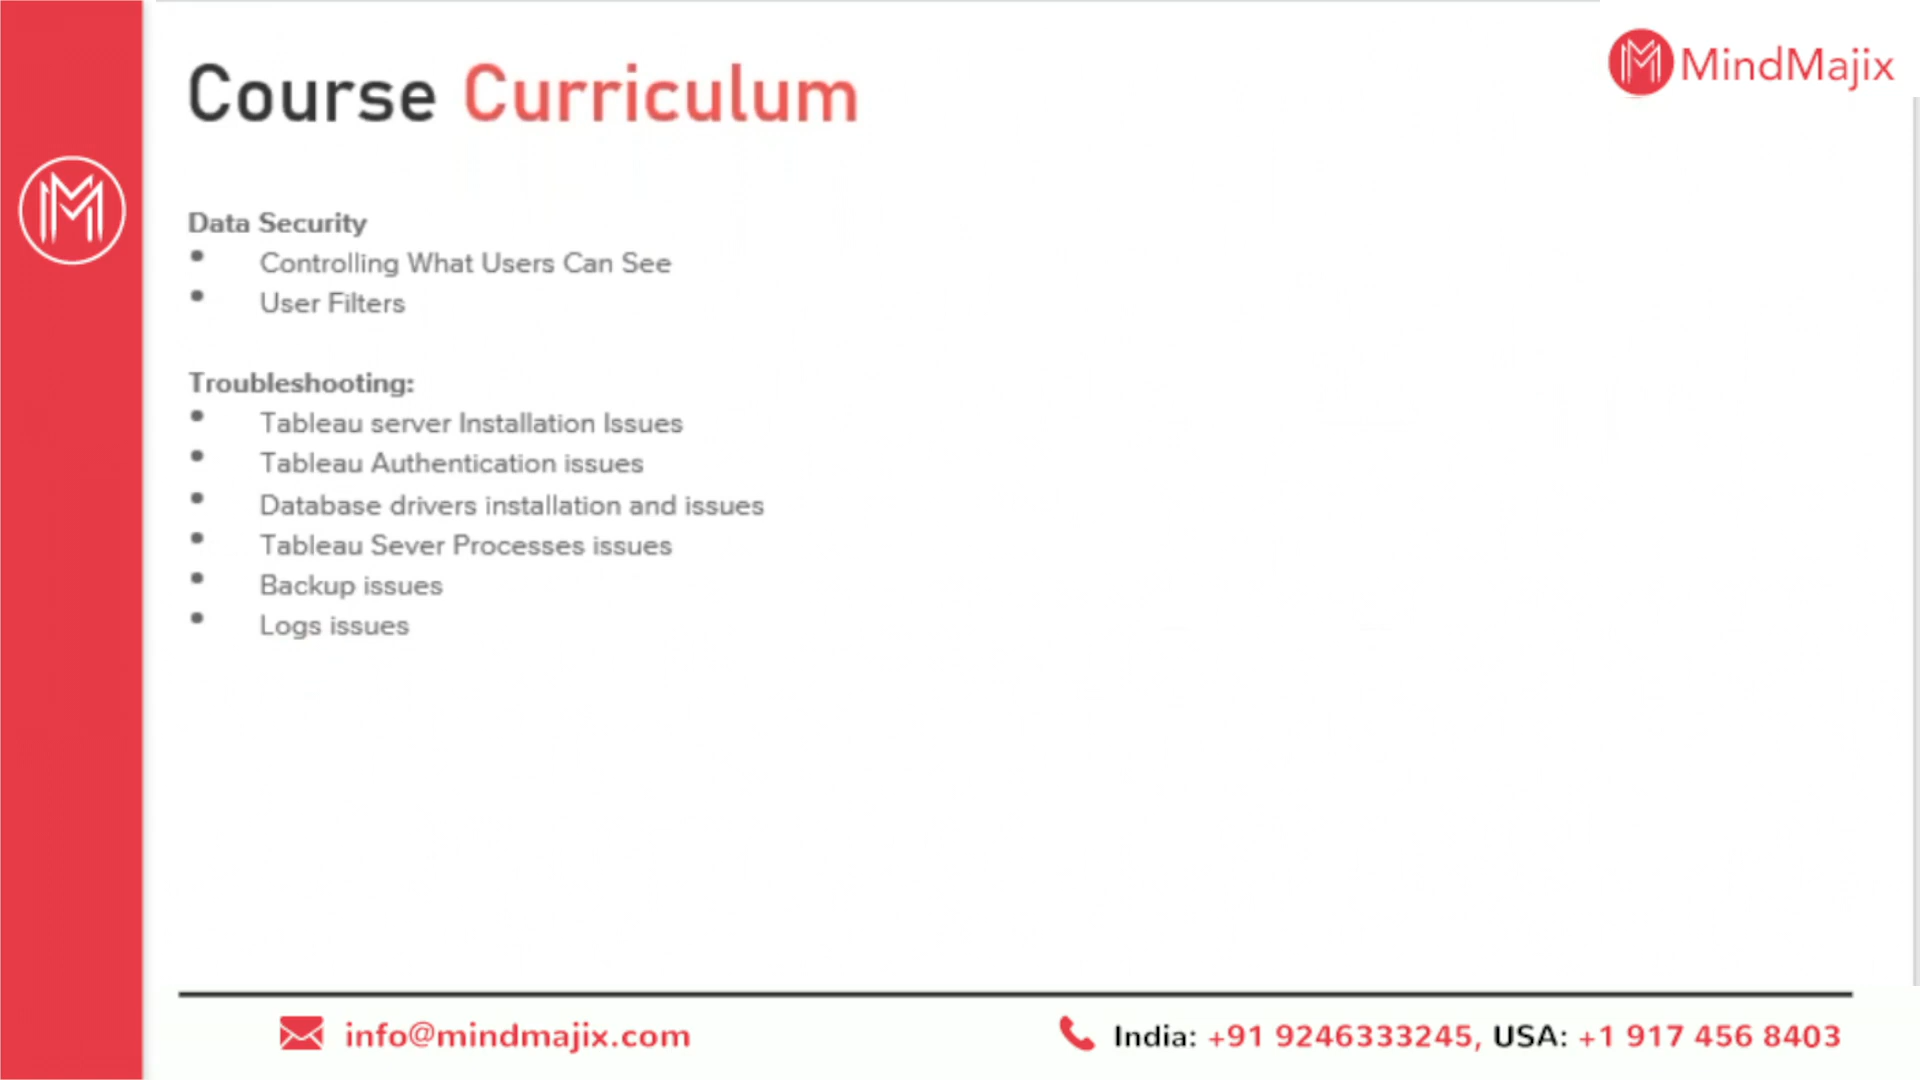 MindMajix
Course Curriculum
Data Security
• Controlling What Users Can See
• User Filters
Troubleshooting:
• Tableau server Installation Issues
• Tableau Authentication issues
• Database drivers installation and issues
• Tableau Sever Processes issues
• Backup issues
• Logs issues
info@mindmajix.com
India: +91 9246333245, USA: +1 917 456 8403